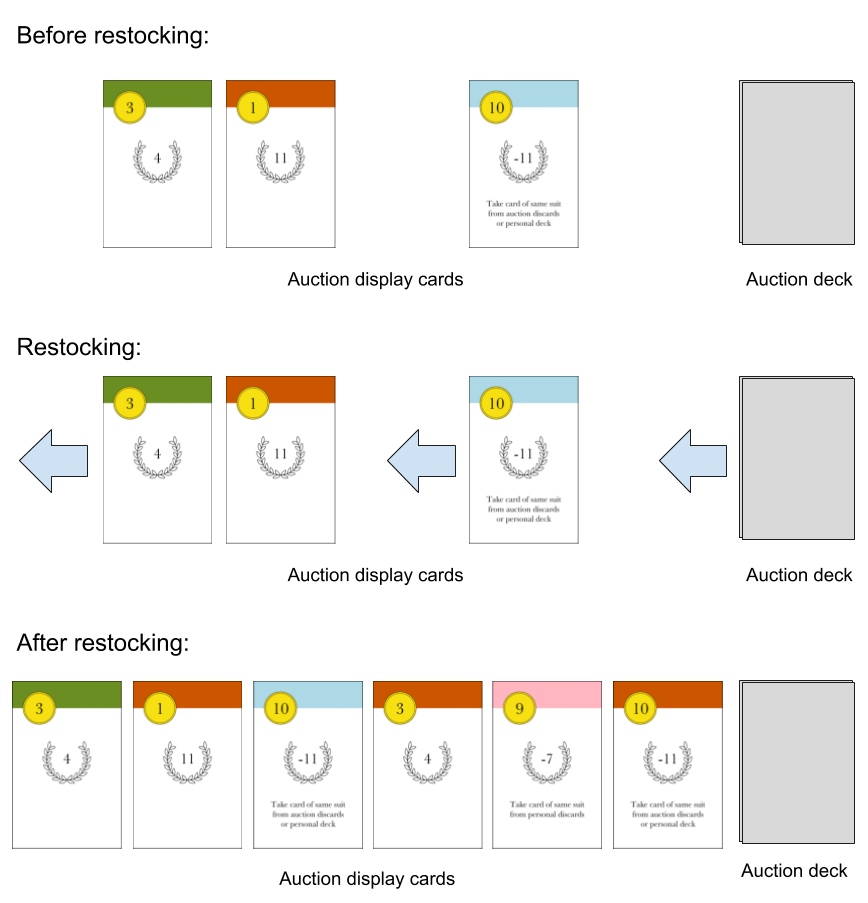 Before restocking:
3
1
10
4
11
-11
Take card of same suit
from auction discards
or personal deck
Auction display cards
Auction deck
Restocking:
3
1
10
4
11
-11
Take card of same suit
from auction discards
or personal deck
Auction display cards
Auction deck
After restocking:
3
1
10
3
9
10
4
11
-11
4
-7
-11
Take card of same suit
from auction discards
or personal deck
Take card of same suit
from personal discards
Take card of same suit
from auction discards
or personal deck
Auction display cards
Auction deck